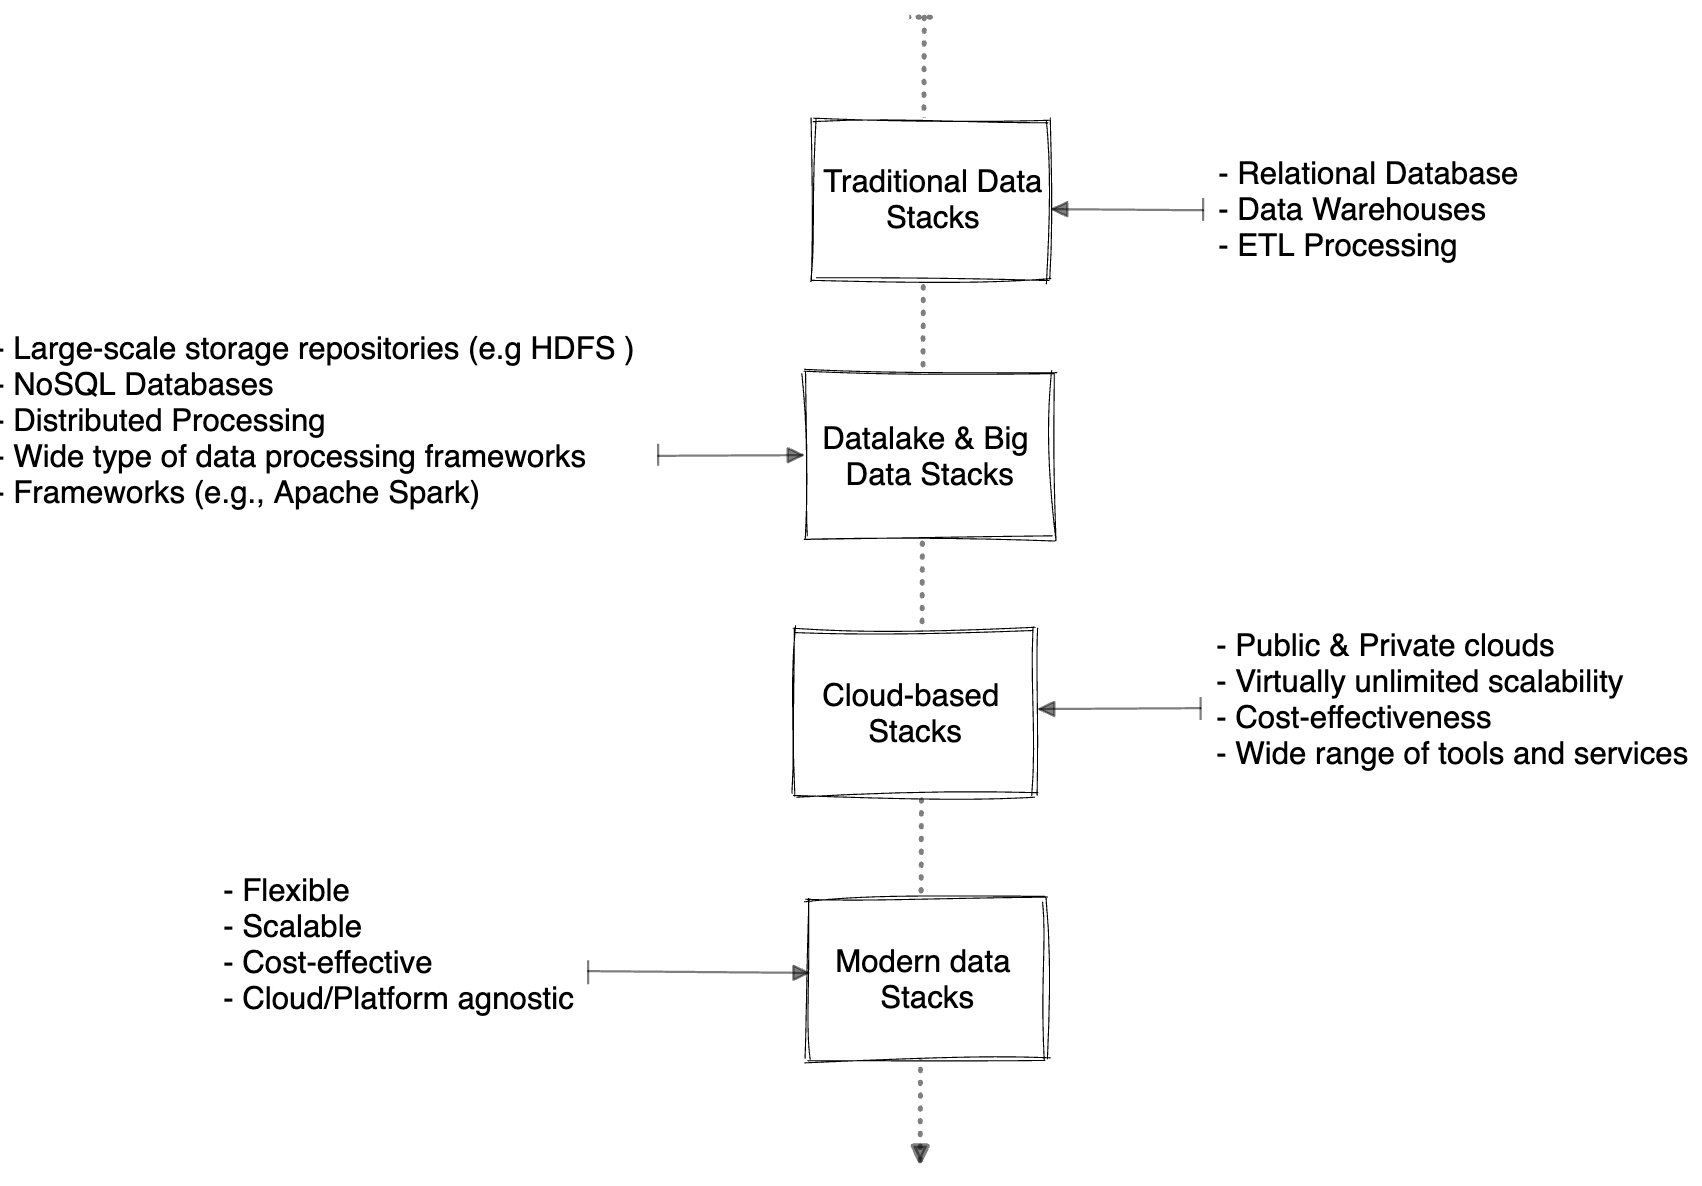 Traditional Data
Stacks
- Relational Database
- Data Warehouses
- ETL Processing
- Large-scale storage repositories (e.g HDFS )
- NoSQL Databases
- Distributed Processing
- Wide type of data processing frameworks
- Frameworks (e.g., Apache Spark)
Datalake & Big
Data Stacks
Cloud-based
Stacks
- Public & Private clouds
- Virtually unlimited scalability
- Cost-effectiveness
- Wide range of tools and services
- Flexible
- Scalable
- Cost-effective
- Cloud/Platform agnostic
Modern data
Stacks